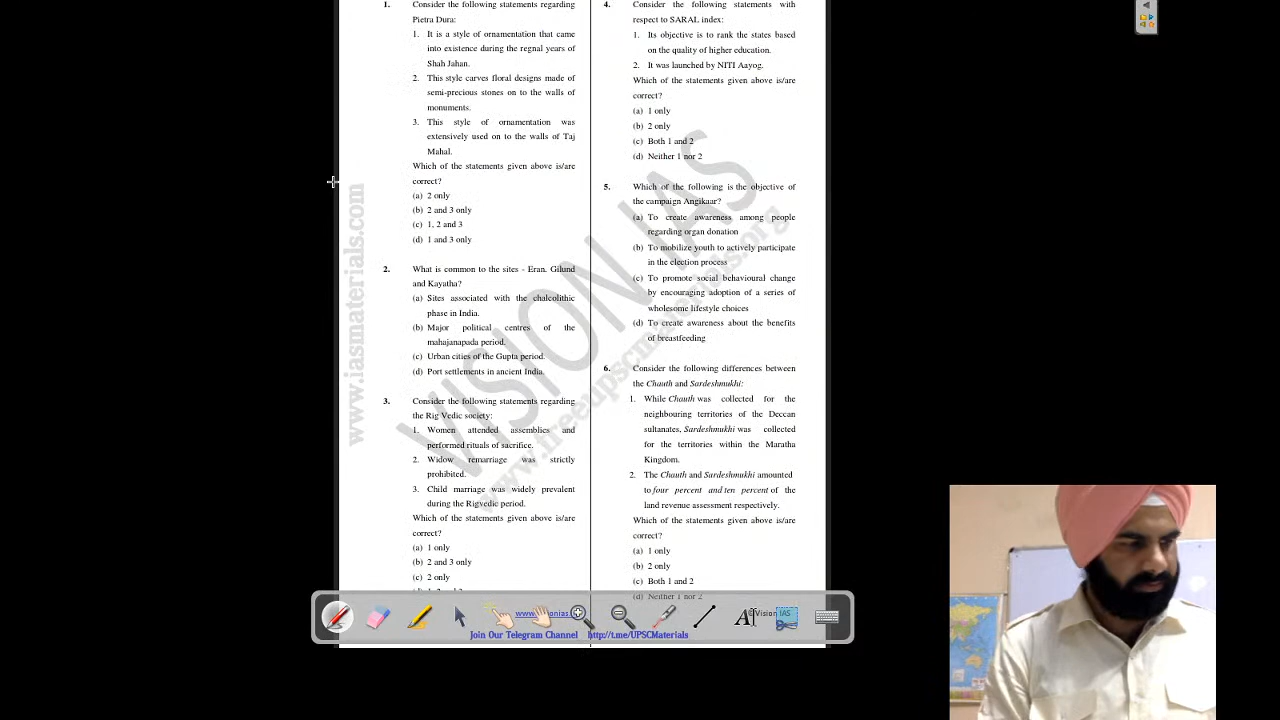 1. Consider the following statements regarding
Pietra Dura:
1. It is a style of ornamentation that came
into existence during the regnal years of
Shah Jahan.
2. This style carves floral designs made of
semi-precious stones on to the walls of
monuments.
3. This style of ornamentation was
extensively used on to the walls of Taj
Mahal.
Which of the statements given above is/are
correct?
(a) 2 only
(b) 2 and 3 only
(c) 1, 2 and 3
(d) 1 and 3 only
2. What is common to the sites - Eran, Gilund
and Kayatha?
(a) Sites associated with the chalcolithic
phase in India.
(b) Major political centres of the
mahajanapada period.
(c) Urban cities of the Gupta period.
(d) Port settlements in ancient India.
3. Consider the following statements regarding
the Rig Vedic society:
1. Women attended assemblies and
performed rituals of sacrifice.
2. Widow remarriage was strictly
prohibited.
3. Child marriage was widely prevalent
during the Rigvedic period.
Which of the statements given above is/are
correct?
(a) 1 only
(b) 2 and 3 only
(c) 2 only
4. Consider the following statements with
respect to SARAL index:
1. Its objective is to rank the states based
on the quality of higher education.
2. It was launched by NITI Aayog.
Which of the statements given above is/are
correct?
(a) 1 only
(b) 2 only
(c) Both 1 and 2
(d) Neither 1 nor 2
5. Which of the following is the objective of
the campaign Angikaar?
(a) To create awareness among people
regarding organ donation
(b) To mobilize youth to actively participate
in the election process
(c) To promote social behavioural change
by encouraging adoption of a series of
wholesome lifestyle choices
(d) To create awareness about the benefits
of breastfeeding
6. Consider the following differences between
the Chauth and Sardeshmukhi:
1. While Chauth was collected for the
neighbouring territories of the Deccan
sultanates, Sardeshmukhi was collected
for the territories within the Maratha
Kingdom.
2. The Chauth and Sardeshmukhi amounted
to four percent and ten percent of the
land revenue assessment respectively.
Which of the statements given above is/are
correct?
(a) 1 only
(b) 2 only
(c) Both 1 and 2
(d) Neither 1 nor 2
Vision IAS
Join Our Telegram Channel http://t.me/UPSCMaterials
www.iasmaterials.com
VISION IAS
www.freeupscmaterials.org